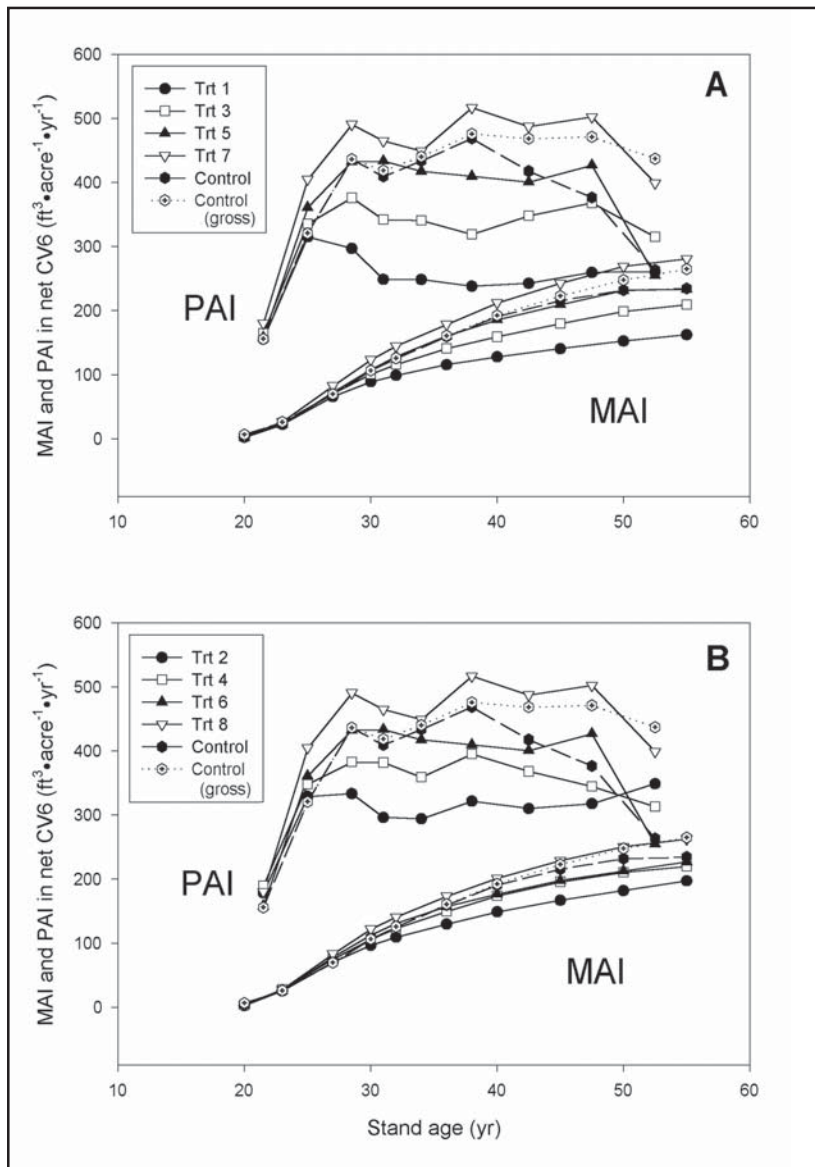 A
MAI and PAI in net CV6 (ft³•acre⁻¹•yr⁻¹)
600
500
400
300
200
100
0
Trt 1
Trt 3
Trt 5
Trt 7
Control
Control
(gross)
PAI
MAI
10
20
30
40
50
60
B
MAI and PAI in net CV6 (ft³•acre⁻¹•yr⁻¹)
600
500
400
300
200
100
0
Trt 2
Trt 4
Trt 6
Trt 8
Control
Control
(gross)
PAI
MAI
10
20
30
40
50
60
Stand age (yr)